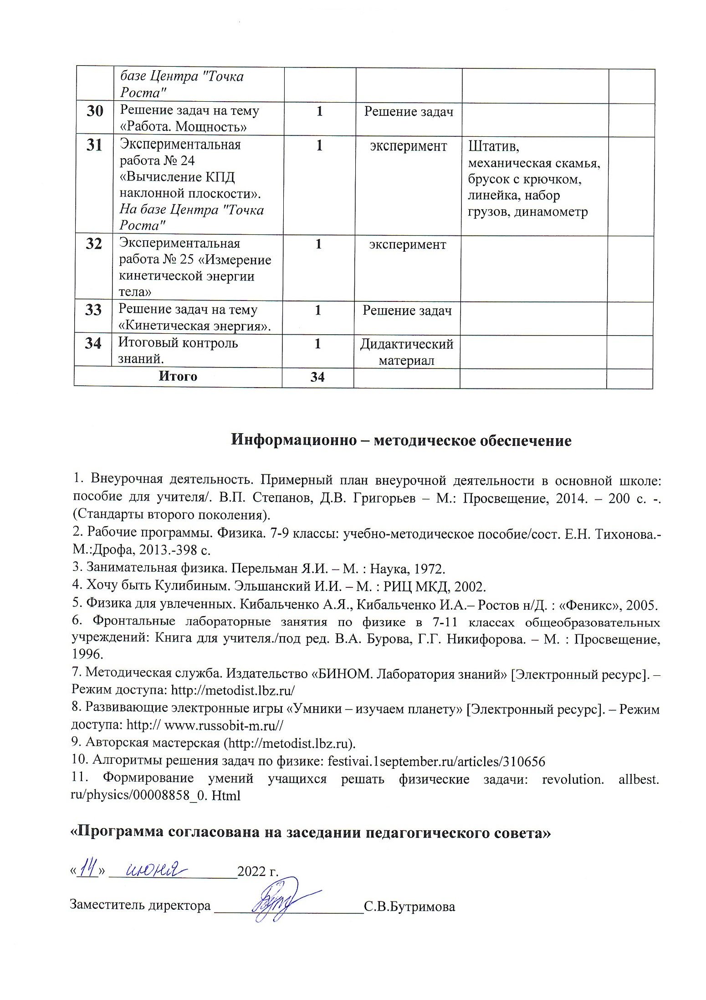 базе Центра "Точка
Роста"
30 Решение задач на тему 1 Решение задач
«Работа. Мощность»
31 Экспериментальная 1 эксперимент Штатив,
работа № 24 механическая скамья,
«Вычисление КПД брусок с крючком,
наклонной плоскости». линейка, набор
На базе Центра "Точка грузов, динамометр
Роста"
32 Экспериментальная 1 эксперимент
работа № 25 «Измерение
кинетической энергии
тела»
33 Решение задач на тему 1 Решение задач
«Кинетическая энергия».
34 Итоговый контроль 1 Дидактический
знаний. материал
Итого 34
Информационно – методическое обеспечение
1. Внеурочная деятельность. Примерный план внеурочной деятельности в основной школе:
пособие для учителя/. В.П. Степанов, Д.В. Григорьев – М.: Просвещение, 2014. – 200 с. -.
(Стандарты второго поколения).
2. Рабочие программы. Физика. 7-9 классы: учебно-методическое пособие/сост. Е.Н. Тихонова.-
М.:Дрофа, 2013.-398 с.
3. Занимательная физика. Перельман Я.И. – М. : Наука, 1972.
4. Хочу быть Кулибиным. Эльшанский И.И. – М. : РИЦ МКД, 2002.
5. Физика для увлеченных. Кибальченко А.Я., Кибальченко И.А.– Ростов н/Д. : «Феникс», 2005.
6. Фронтальные лабораторные занятия по физике в 7-11 классах общеобразовательных
учреждений: Книга для учителя./под ред. В.А. Бурова, Г.Г. Никифорова. – М. : Просвещение,
1996.
7. Методическая служба. Издательство «БИНОМ. Лаборатория знаний» [Электронный ресурс]. –
Режим доступа: http://metodist.lbz.ru/
8. Развивающие электронные игры «Умники – изучаем планету» [Электронный ресурс]. – Режим
доступа: http:// www.russobit-m.ru//
9. Авторская мастерская (http://metodist.lbz.ru).
10. Алгоритмы решения задач по физике: festivai.1september.ru/articles/310656
11. Формирование умений учащихся решать физические задачи: revolution. allbest.
ru/physics/00008858_0. Html
«Программа согласована на заседании педагогического совета»
«14» июня 2022 г.
Заместитель директора ______________________С.В.Бутримова